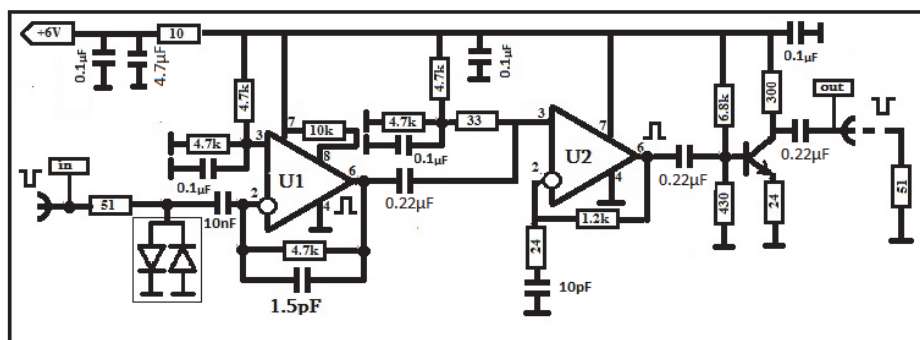 +6V
10
0.1µF
4.7µF
4.7k
4.7k
0.1µF
3
7
10k
8
U1
2
6
4
in
51
10nF
4.7k
1.5pF
4.7k
4.7k
0.1µF
0.1µF
33
0.22µF
3
7
U2
2
6
4
1.2k
24
10pF
0.22µF
6.8k
430
300
24
0.1µF
0.22µF
out
51